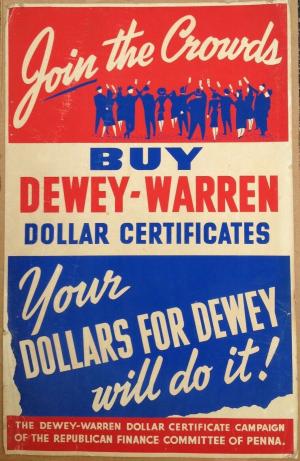 Join the Crowds
BUY
DEWEY-WARREN
DOLLAR CERTIFICATES
Your
DOLLARS FOR DEWEY
will do it!
THE DEWEY-WARREN DOLLAR CERTIFICATE CAMPAIGN
OF THE REPUBLICAN FINANCE COMMITTEE OF PENNA.